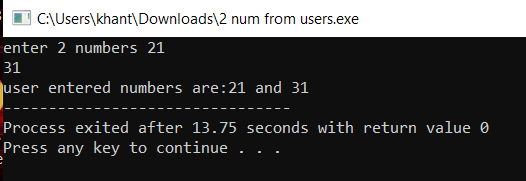 C:\Users\khant\Downloads\2 num from users.exe
enter 2 numbers 21
31
user entered numbers are:21 and 31
--------------------------------
Process exited after 13.75 seconds with return value 0
Press any key to continue . . .